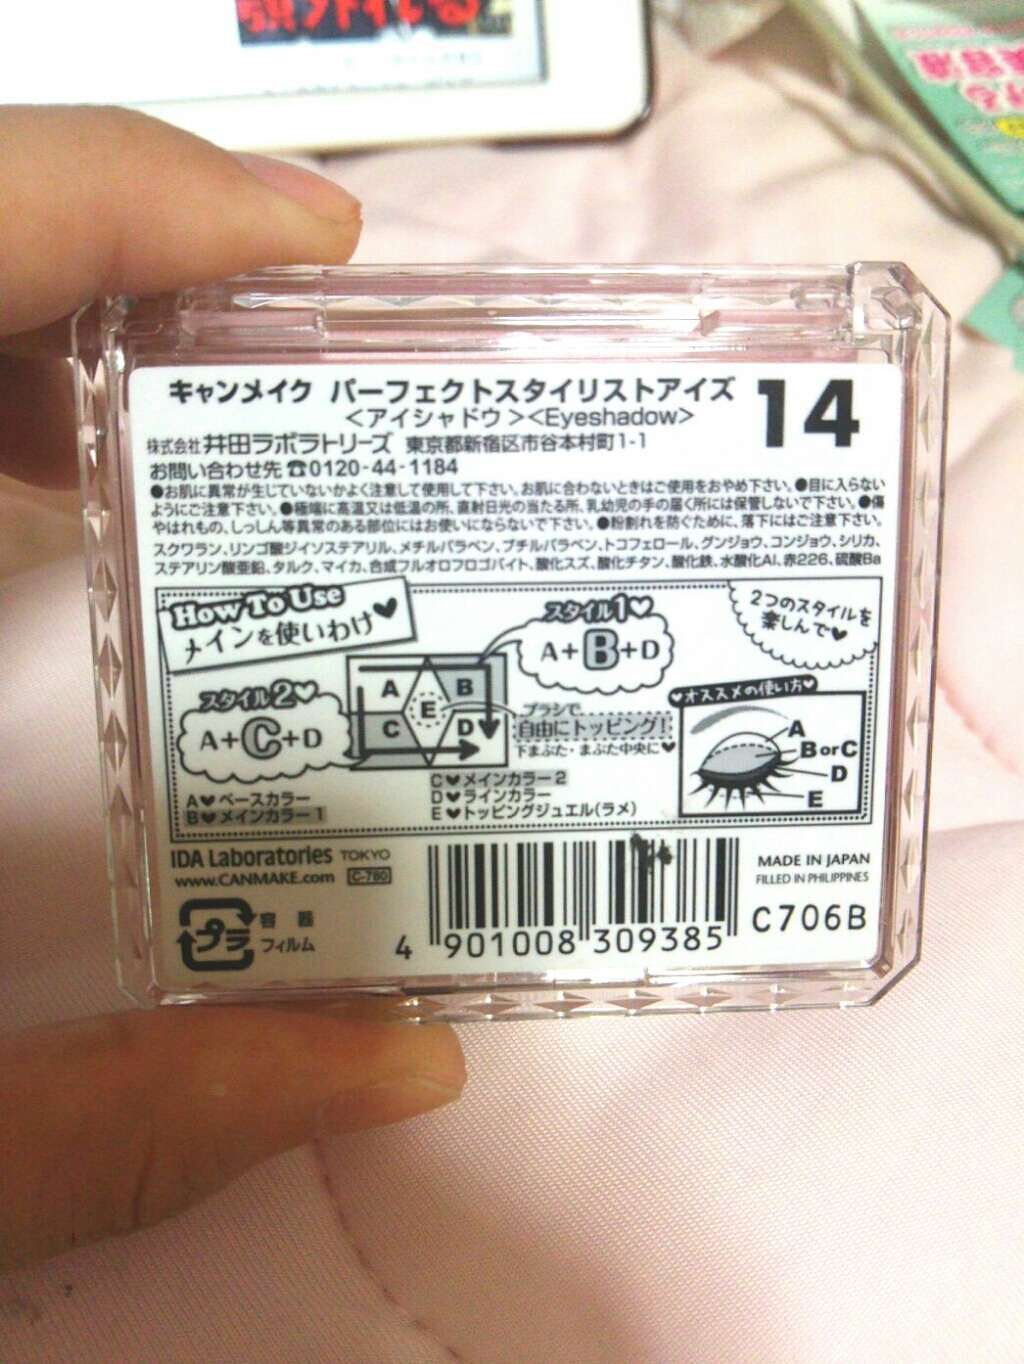 キャンメイク パーフェクトスタイリストアイズ 14
<アイシャドウ><Eyeshadow>
株式会社 井田ラボラトリーズ 東京都新宿区市谷本村町1-1
お問い合わせ先 ☎0120-44-1184
●お肌に異常が生じていないかよく注意して使用して下さい。お肌に合わないときはご使用をおやめ下さい。●目に入らない
ようにご注意下さい。●極端に高温又は低温の所、直射日光の当たる所、乳幼児の手の届く所には保管しないで下さい。●傷
やはれもの、しっしん等異常のある部位にはお使いにならないで下さい。●粉割れを防ぐために、落下にはご注意下さい。
スクワラン、リンゴ酸ジイソステアリル、メチルパラベン、ブチルパラベン、トコフェロール、グンジョウ、コンジョウ、シリカ、
ステアリン酸亜鉛、タルク、マイカ、合成フルオロフロゴパイト、酸化スズ、酸化チタン、酸化鉄、水酸化Al、赤226、硫酸Ba
How To Use
メインを使いわけ♥
スタイル1♥
A+B+D
2つのスタイルを
楽しんで♥
スタイル2♥
A+C+D
A
B
E
C
D
ブラシで
自由にトッピング!
下まぶた・まぶた中央に♥
♥オススメの使い方♥
A
B or C
D
E
A♥ベースカラー
B♥メインカラー1
C♥メインカラー2
D♥ラインカラー
E♥トッピングジュエル(ラメ)
IDA Laboratories TOKYO
www.CANMAKE.com C-780
MADE IN JAPAN
FILLED IN PHILIPPINES
C706B
プラ
容器
フィルム
4 901008 309385